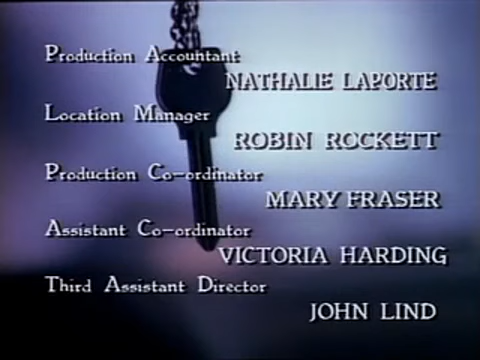 Production Accountant
NATHALIE LAPORTE
Location Manager
ROBIN ROCKETT
Production Co-ordinator
MARY FRASER
Assistant Co-ordinator
VICTORIA HARDING
Third Assistant Director
JOHN LIND